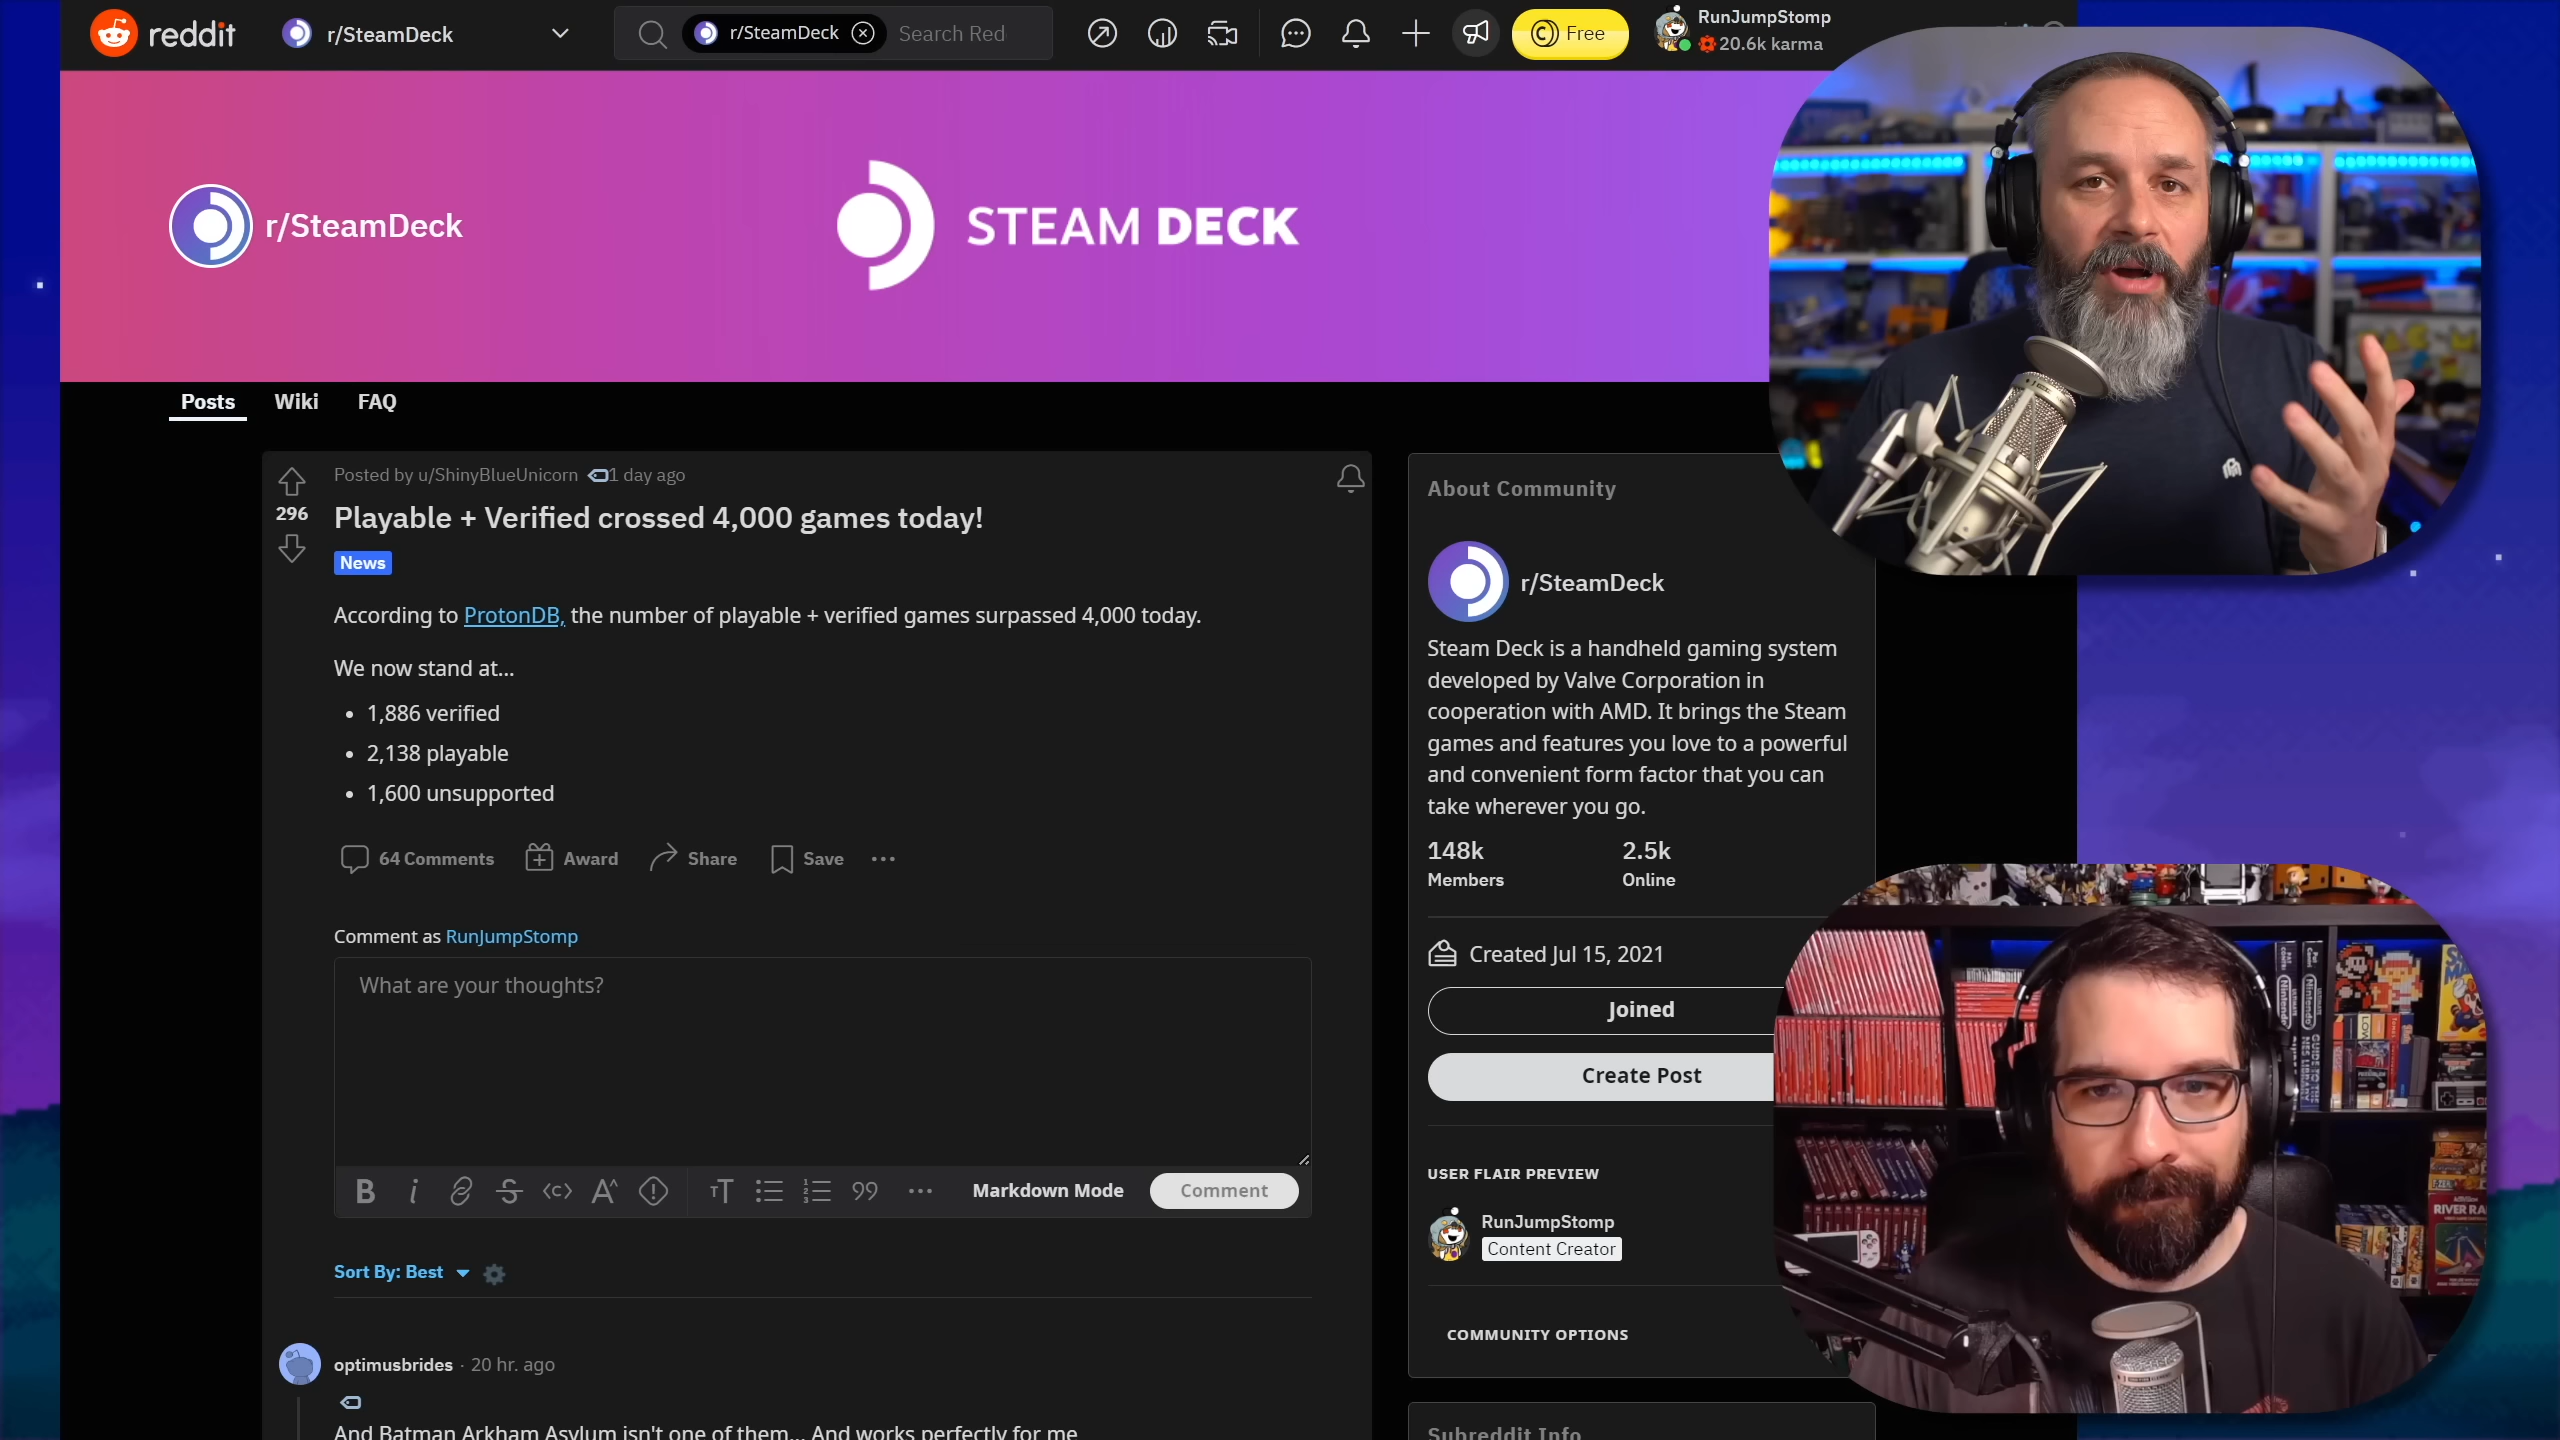 reddit
r/SteamDeck
r/SteamDeck
Search Red
Free
RunJumpStomp
20.6k karma
r/SteamDeck
STEAM DECK
Posts
Wiki
FAQ
Posted by u/ShinyBlueUnicorn 1 day ago
296
Playable + Verified crossed 4,000 games today!
News
According to ProtonDB, the number of playable + verified games surpassed 4,000 today.
We now stand at...
• 1,886 verified
• 2,138 playable
• 1,600 unsupported
64 Comments
Award
Share
Save
Comment as RunJumpStomp
What are your thoughts?
Markdown Mode
Comment
Sort By: Best
optimusbrides · 20 hr. ago
And Batman Arkham Asylum isn't one of them... And works perfectly for me
About Community
r/SteamDeck
Steam Deck is a handheld gaming system
developed by Valve Corporation in
cooperation with AMD. It brings the Steam
games and features you love to a powerful
and convenient form factor that you can
take wherever you go.
148k
Members
2.5k
Online
Created Jul 15, 2021
Joined
Create Post
USER FLAIR PREVIEW
RunJumpStomp
Content Creator
COMMUNITY OPTIONS
Subreddit Info
RIVER RA